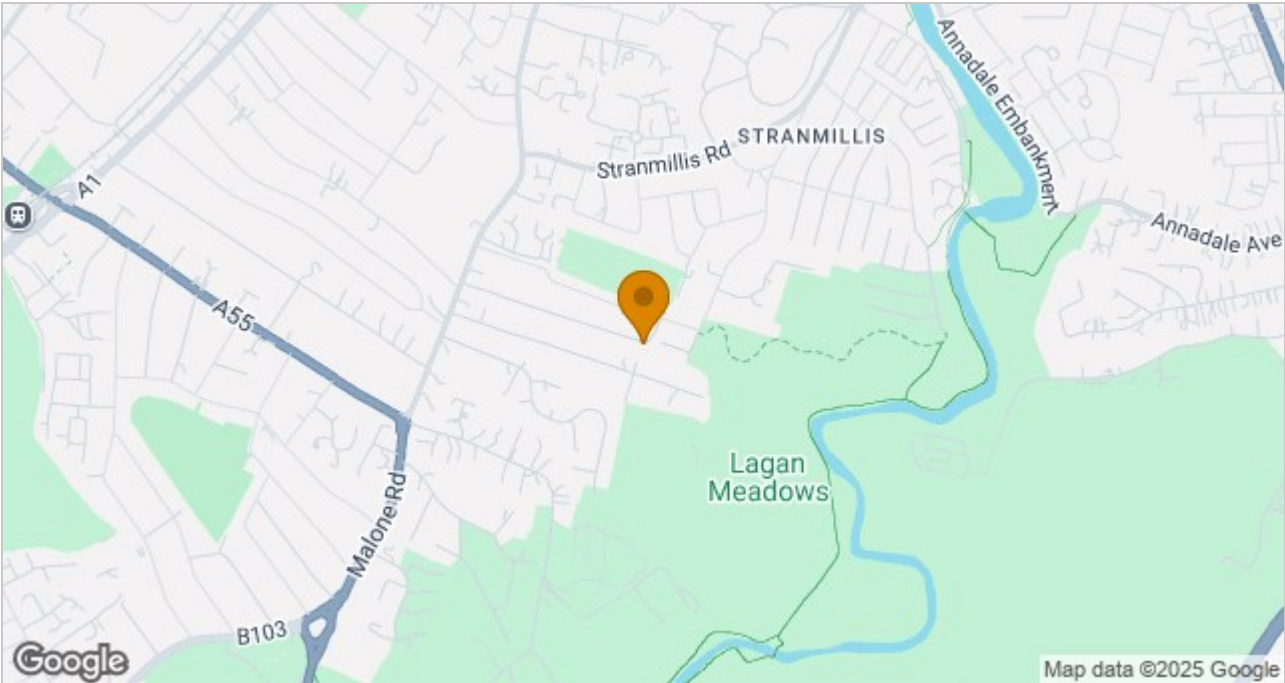 Annadale Embankment
STRANMILLIS
Stranmillis Rd
A1
Annadale Ave
A55
Lagan
Meadows
Malone Rd
B103
Google
Map data ©2025 Google